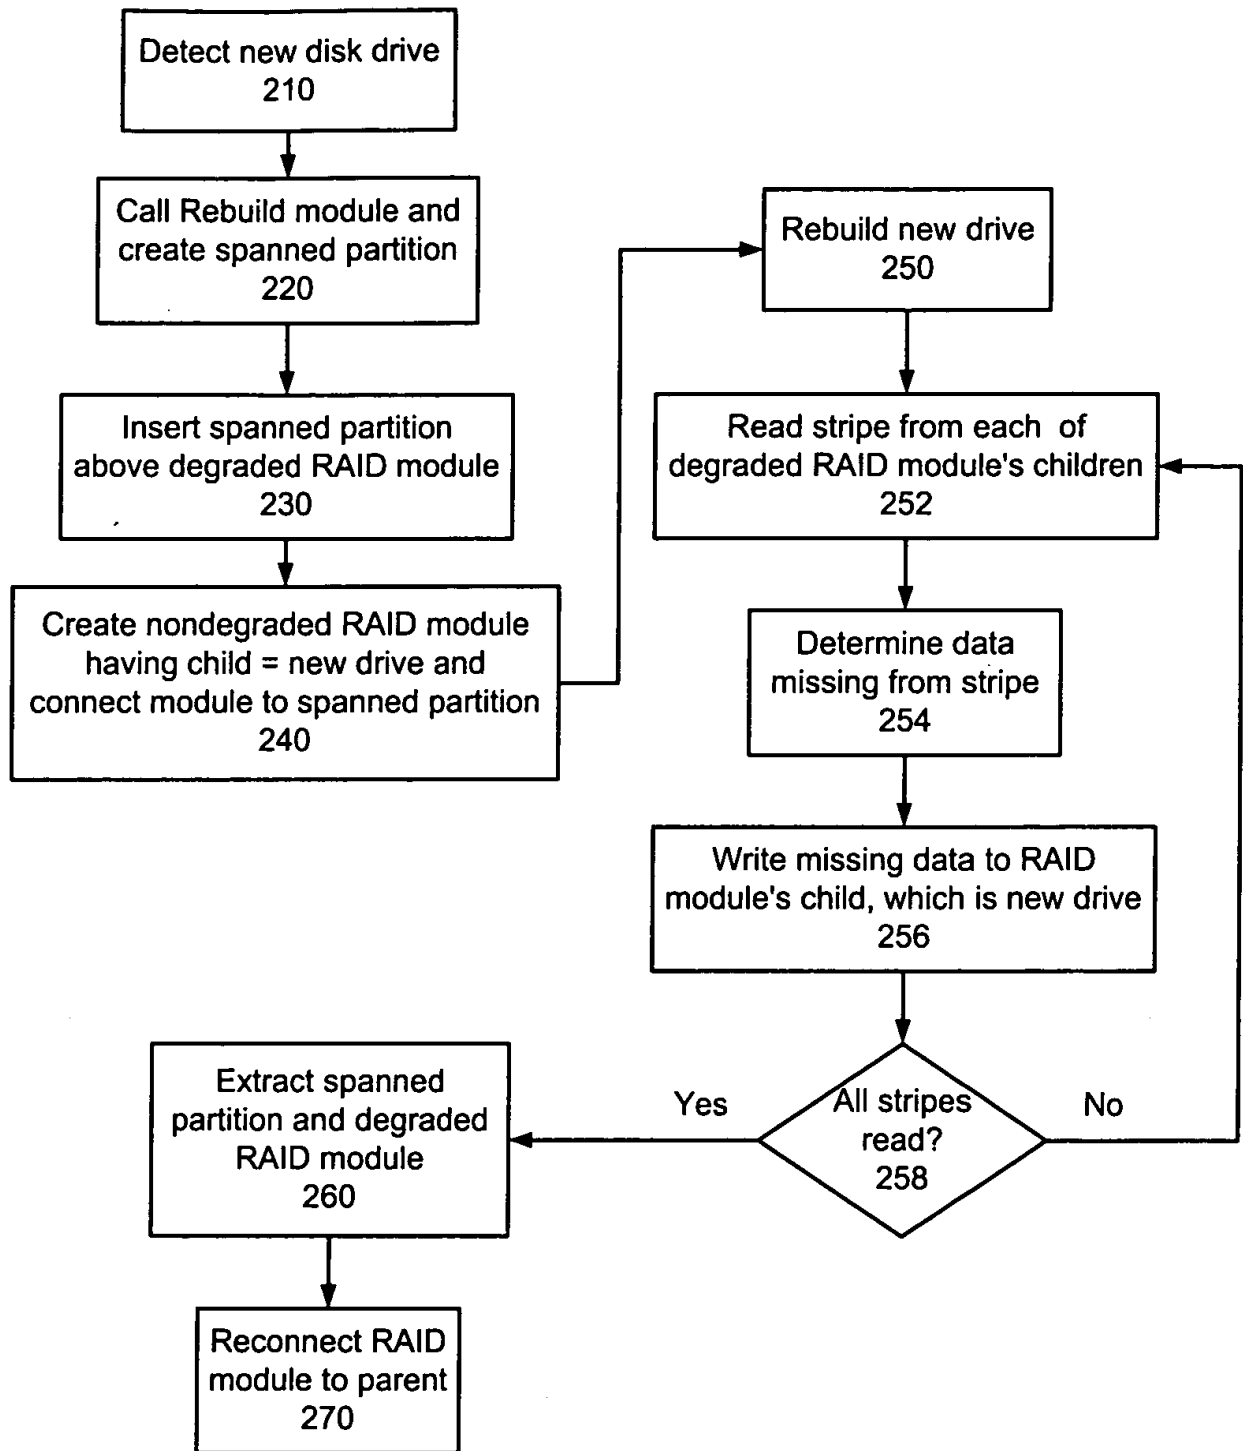 Detect new disk drive
210
Call Rebuild module and
create spanned partition
220
Insert spanned partition
above degraded RAID module
230
Create nondegraded RAID module
having child = new drive and
connect module to spanned partition
240
Rebuild new drive
250
Read stripe from each of
degraded RAID module's children
252
Determine data
missing from stripe
254
Write missing data to RAID
module's child, which is new drive
256
All stripes
read?
258
Yes
No
Extract spanned
partition and degraded
RAID module
260
Reconnect RAID
module to parent
270